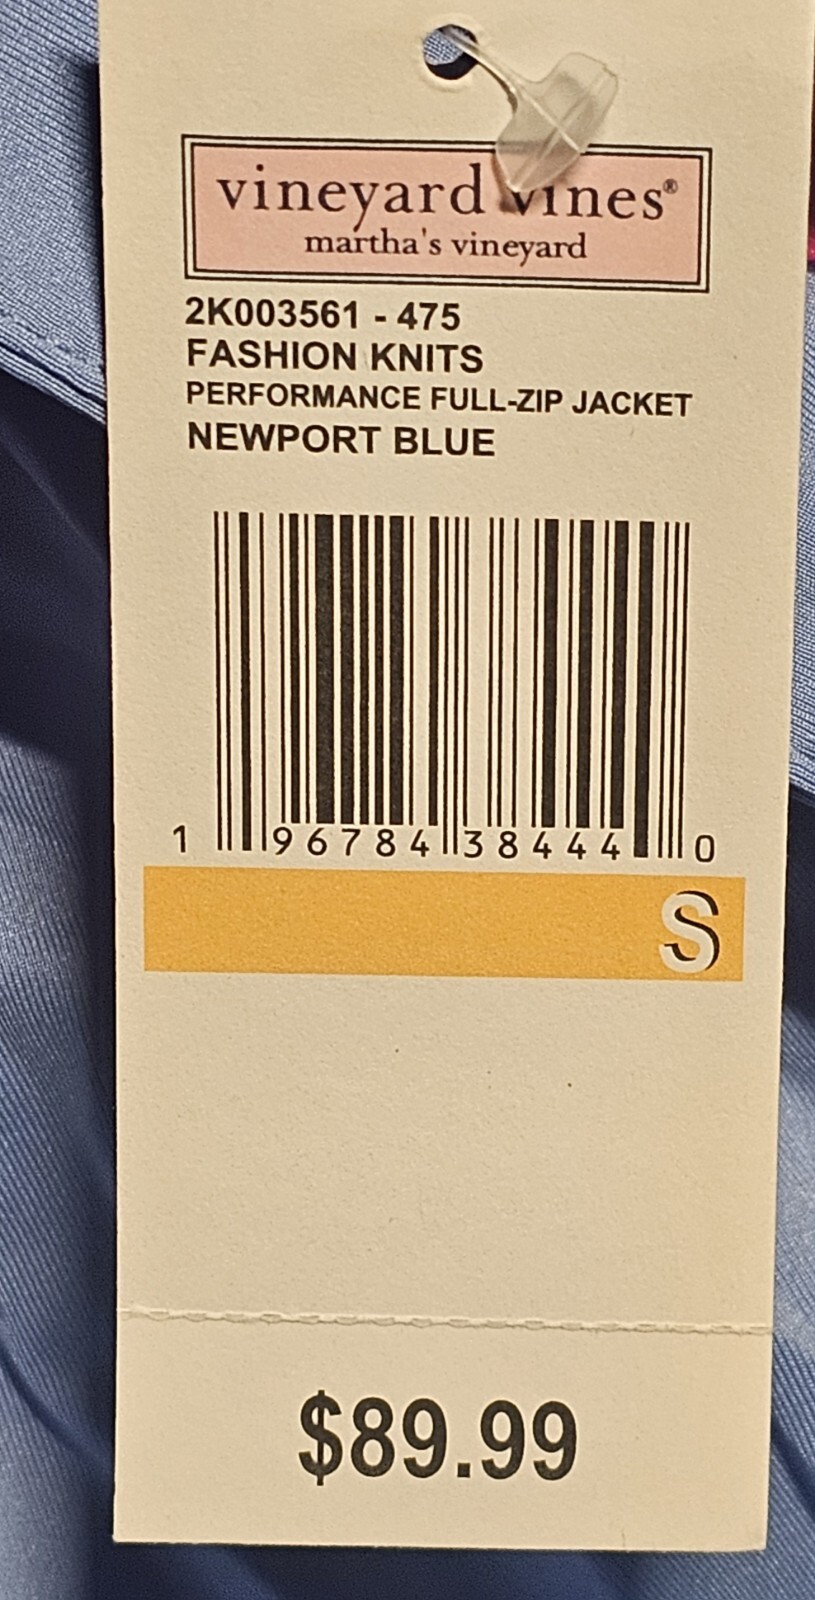 vineyard vines®
martha's vineyard
2K003561 - 475
FASHION KNITS
PERFORMANCE FULL-ZIP JACKET
NEWPORT BLUE
1 96784 38444 0
S
$89.99